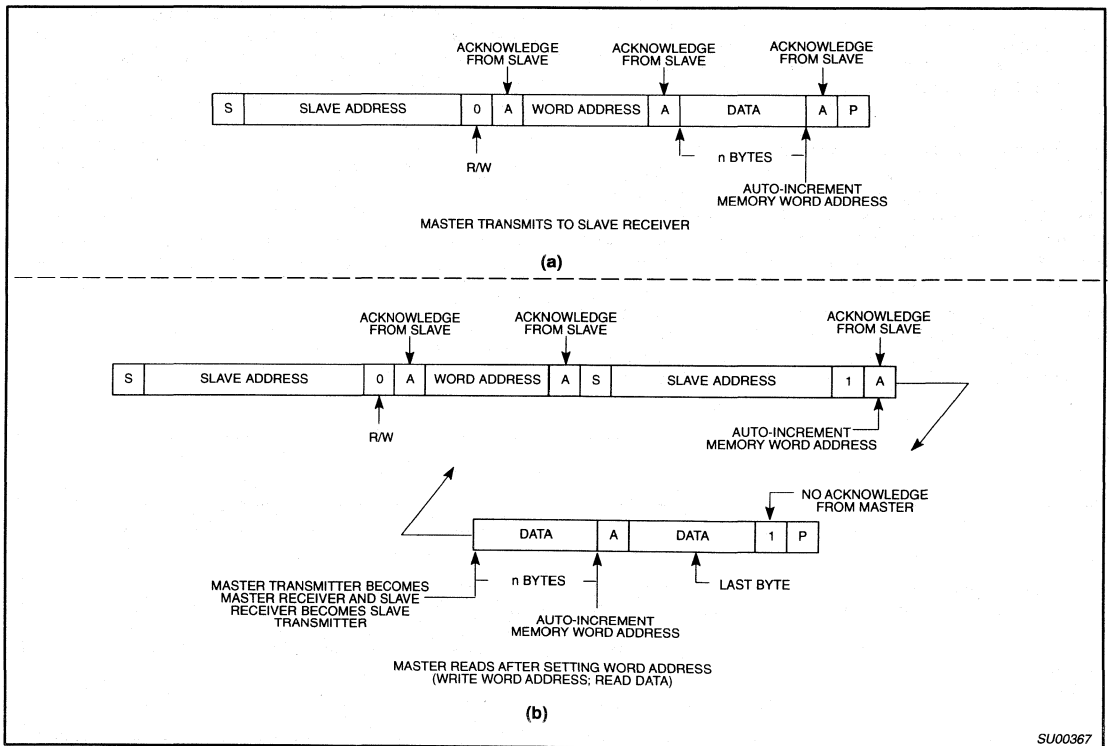 ACKNOWLEDGE
FROM SLAVE
ACKNOWLEDGE
FROM SLAVE
ACKNOWLEDGE
FROM SLAVE
S SLAVE ADDRESS 0 A WORD ADDRESS A DATA A P
R/W
n BYTES
AUTO-INCREMENT
MEMORY WORD ADDRESS
MASTER TRANSMITS TO SLAVE RECEIVER
(a)
ACKNOWLEDGE
FROM SLAVE
ACKNOWLEDGE
FROM SLAVE
ACKNOWLEDGE
FROM SLAVE
S SLAVE ADDRESS 0 A WORD ADDRESS A S SLAVE ADDRESS 1 A
R/W
AUTO-INCREMENT
MEMORY WORD ADDRESS
NO ACKNOWLEDGE
FROM MASTER
DATA A DATA 1 P
n BYTES
LAST BYTE
MASTER TRANSMITTER BECOMES
MASTER RECEIVER AND SLAVE
RECEIVER BECOMES SLAVE
TRANSMITTER
AUTO-INCREMENT
MEMORY WORD ADDRESS
MASTER READS AFTER SETTING WORD ADDRESS
(WRITE WORD ADDRESS; READ DATA)
(b)
SU00367